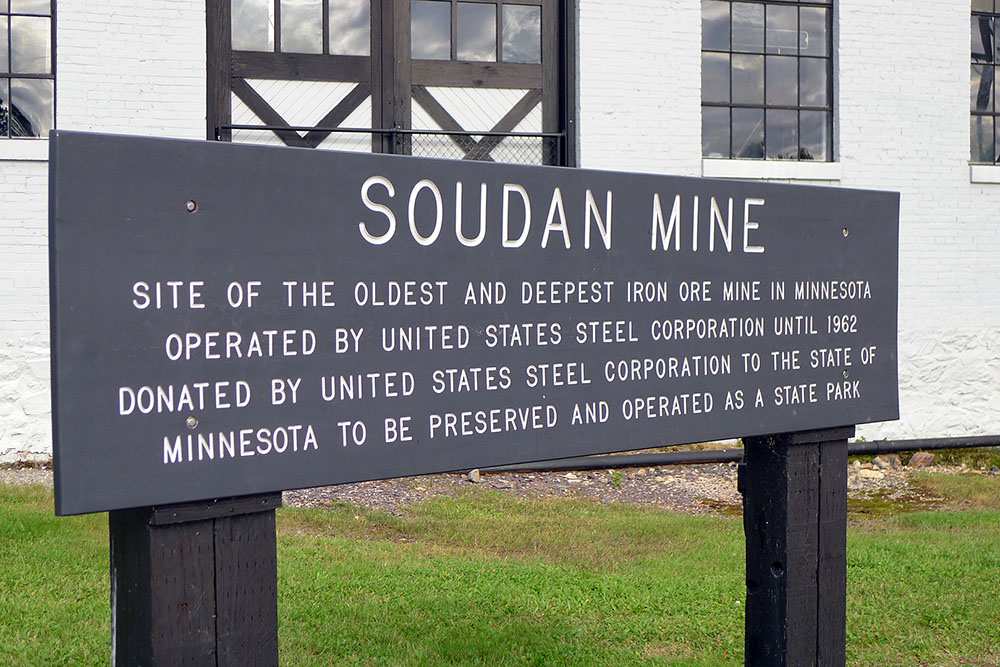 SOUDAN MINE
SITE OF THE OLDEST AND DEEPEST IRON ORE MINE IN MINNESOTA
OPERATED BY UNITED STATES STEEL CORPORATION UNTIL 1962
DONATED BY UNITED STATES STEEL CORPORATION TO THE STATE OF
MINNESOTA TO BE PRESERVED AND OPERATED AS A STATE PARK